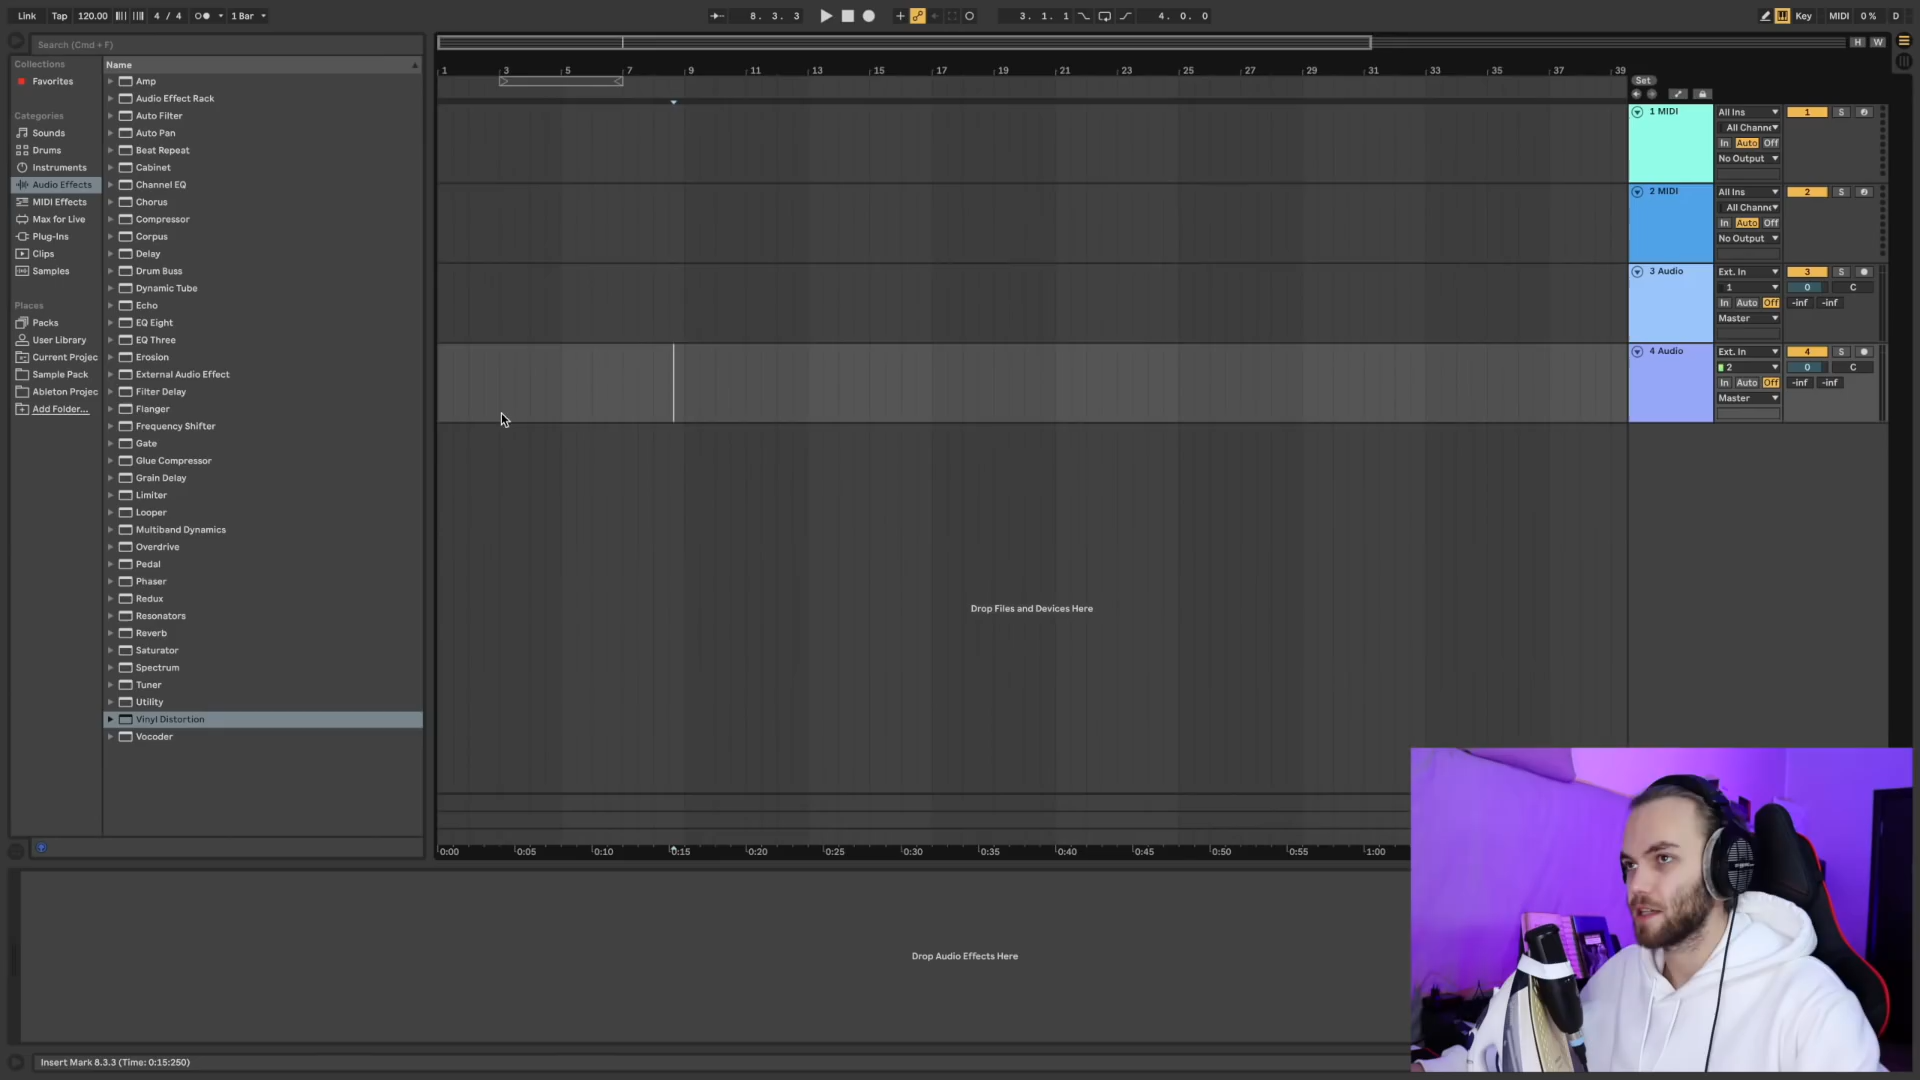 Link Tap 120.00 4 / 4 1 Bar 8. 3. 3 3. 1. 1 4. 0. 0 Key MIDI 0 % D
Search (Cmd + F)
H W
Collections
Favorites
Categories
Sounds
Drums
Instruments
Audio Effects
MIDI Effects
Max for Live
Plug-Ins
Clips
Samples
Places
Packs
User Library
Current Projec
Sample Pack
Ableton Projec
Add Folder...
Name
Amp
Audio Effect Rack
Auto Filter
Auto Pan
Beat Repeat
Cabinet
Channel EQ
Chorus
Compressor
Corpus
Delay
Drum Buss
Dynamic Tube
Echo
EQ Eight
EQ Three
Erosion
External Audio Effect
Filter Delay
Flanger
Frequency Shifter
Gate
Glue Compressor
Grain Delay
Limiter
Looper
Multiband Dynamics
Overdrive
Pedal
Phaser
Redux
Resonators
Reverb
Saturator
Spectrum
Tuner
Utility
Vinyl Distortion
Vocoder
1 3 5 7 9 11 13 15 17 19 21 23 25 27 29 31 33 35 37 39
Set
1 MIDI All Ins 1 S
All Channe
In Auto Off
No Output
2 MIDI All Ins 2 S
All Channe
In Auto Off
No Output
3 Audio Ext. In 3 S
1 0 C
In Auto Off -inf -inf
Master
4 Audio Ext. In 4 S
2 0 C
In Auto Off -inf -inf
Master
Drop Files and Devices Here
0:00 0:05 0:10 0:15 0:20 0:25 0:30 0:35 0:40 0:45 0:50 0:55 1:00
Drop Audio Effects Here
Insert Mark 8.3.3 (Time: 0:15:250)